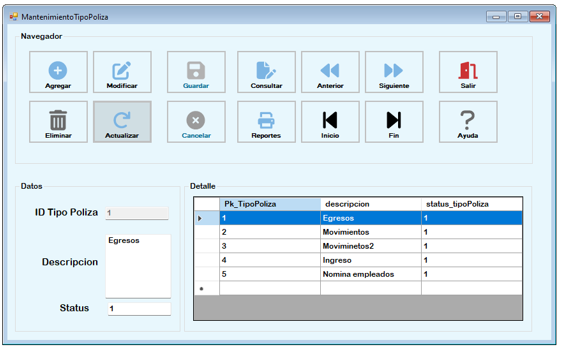 MantenimientoTipoPoliza
Navegador
Agregar Modificar Guardar Consultar Anterior Siguiente Salir
Eliminar Actualizar Cancelar Reportes Inicio Fin Ayuda
Datos
ID Tipo Poliza 1
Descripcion Egresos
Status 1
Detalle
Pk_TipoPoliza descripcion status_tipoPoliza
1 Egresos 1
2 Movimientos 1
3 Moviminetos2 1
4 Ingreso 1
5 Nomina empleados 1